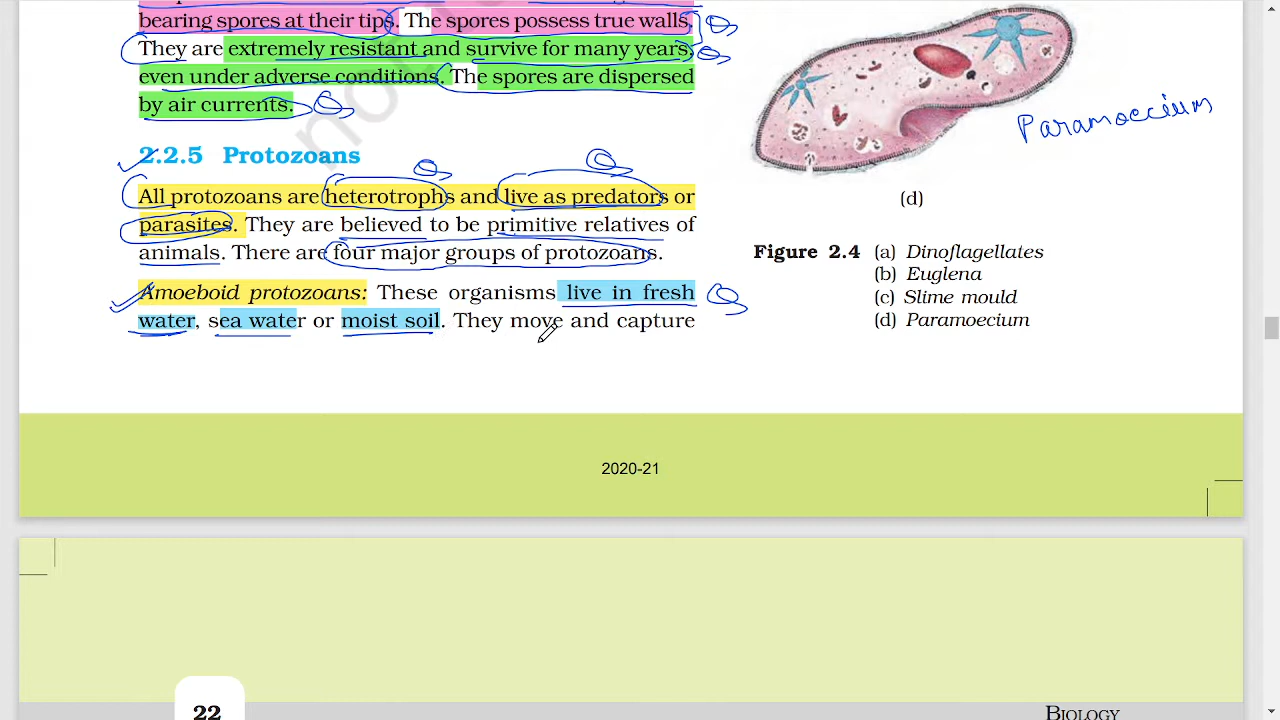 bearing spores at their tips. The spores possess true walls.
They are extremely resistant and survive for many years,
even under adverse conditions. The spores are dispersed
by air currents.
2.2.5 Protozoans
All protozoans are heterotrophs and live as predators or
parasites. They are believed to be primitive relatives of
animals. There are four major groups of protozoans.
Amoeboid protozoans: These organisms live in fresh
water, sea water or moist soil. They move and capture
Paramoecium
(d)
Figure 2.4 (a) Dinoflagellates
(b) Euglena
(c) Slime mould
(d) Paramoecium
2020-21
22
BIOLOGY